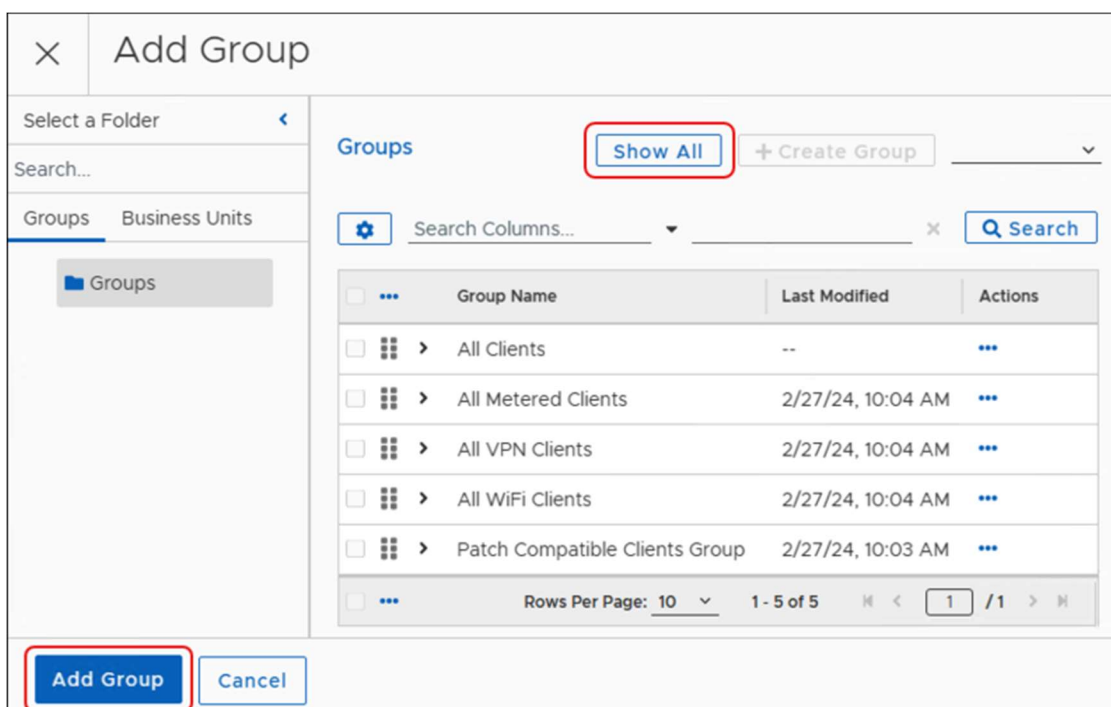 Add Group
Select a Folder
Search...
Groups Business Units
Groups
Groups Show All + Create Group
Search Columns... Search
Group Name Last Modified Actions
All Clients --
All Metered Clients 2/27/24, 10:04 AM
All VPN Clients 2/27/24, 10:04 AM
All WiFi Clients 2/27/24, 10:04 AM
Patch Compatible Clients Group 2/27/24, 10:03 AM
Rows Per Page: 10 1 - 5 of 5 1 / 1
Add Group Cancel